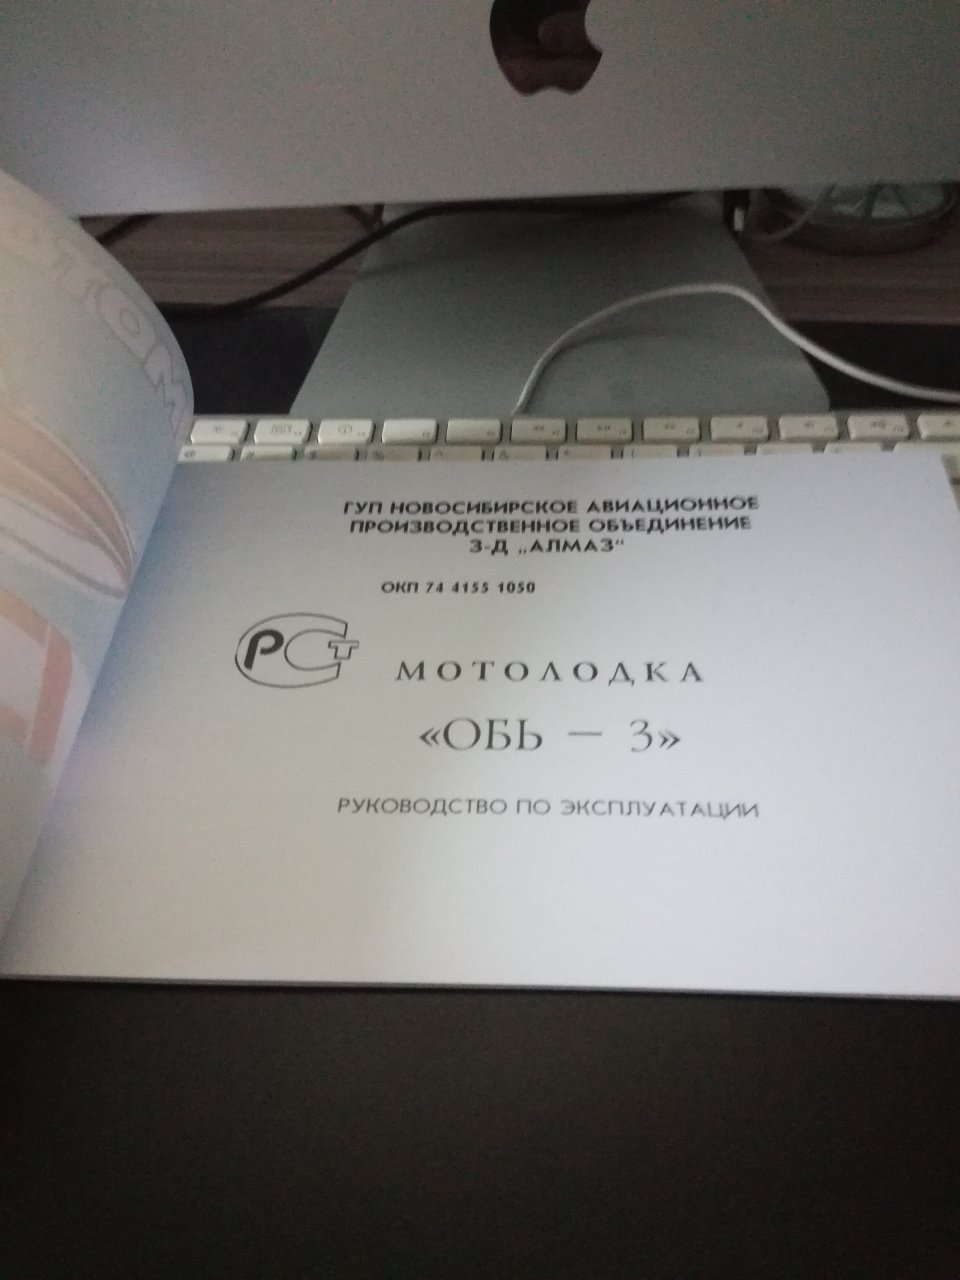 ГУП НОВОСИБИРСКОЕ АВИАЦИОННОЕ
ПРОИЗВОДСТВЕННОЕ ОБЪЕДИНЕНИЕ
З-Д „АЛМАЗ“
ОКП 74 4155 1050
РСТ
МОТОЛОДКА
«ОБЬ — 3»
РУКОВОДСТВО ПО ЭКСПЛУАТАЦИИ